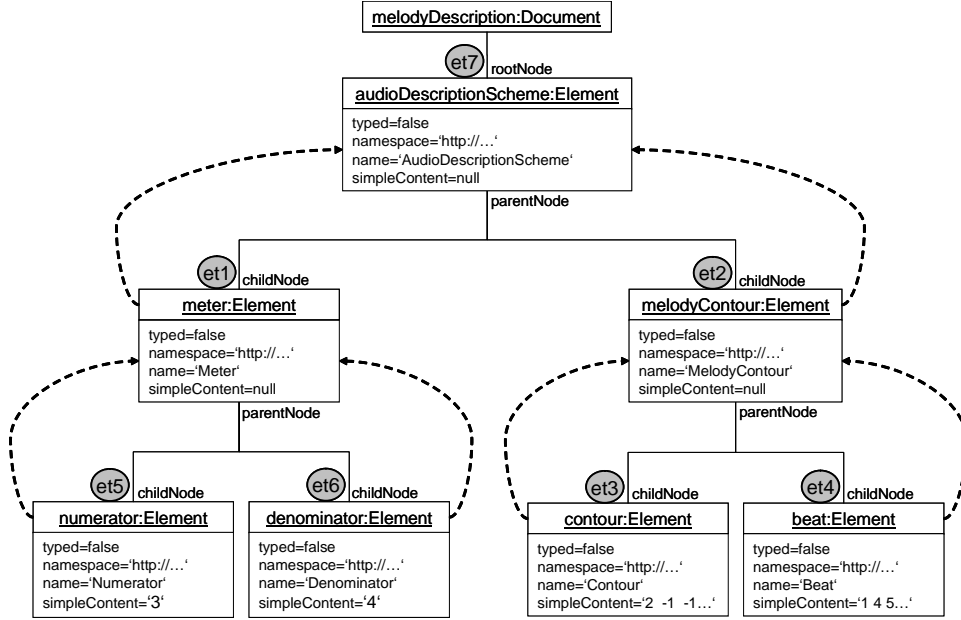 melodyDescription:Document
et7
rootNode
audioDescriptionScheme:Element
typed=false
namespace='http://…'
name='AudioDescriptionScheme'
simpleContent=null
parentNode
et1
childNode
et2
childNode
meter:Element
typed=false
namespace='http://…'
name='Meter'
simpleContent=null
parentNode
melodyContour:Element
typed=false
namespace='http://…'
name='MelodyContour'
simpleContent=null
parentNode
et5
childNode
et6
childNode
et3
childNode
et4
childNode
numerator:Element
typed=false
namespace='http://…'
name='Numerator'
simpleContent='3'
denominator:Element
typed=false
namespace='http://…'
name='Denominator'
simpleContent='4'
contour:Element
typed=false
namespace='http://…'
name='Contour'
simpleContent='2 -1 -1…'
beat:Element
typed=false
namespace='http://…'
name='Beat'
simpleContent='1 4 5…'